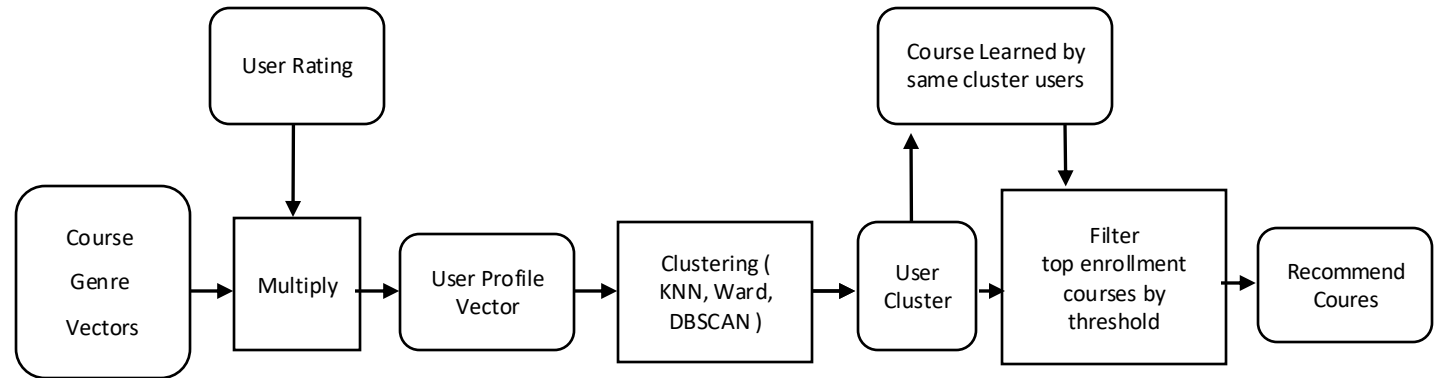 User Rating
Course Learned by
same cluster users
Course
Genre
Vectors
Multiply
User Profile
Vector
Clustering (
KNN, Ward,
DBSCAN )
User
Cluster
Filter
top enrollment
courses by
threshold
Recommend
Coures